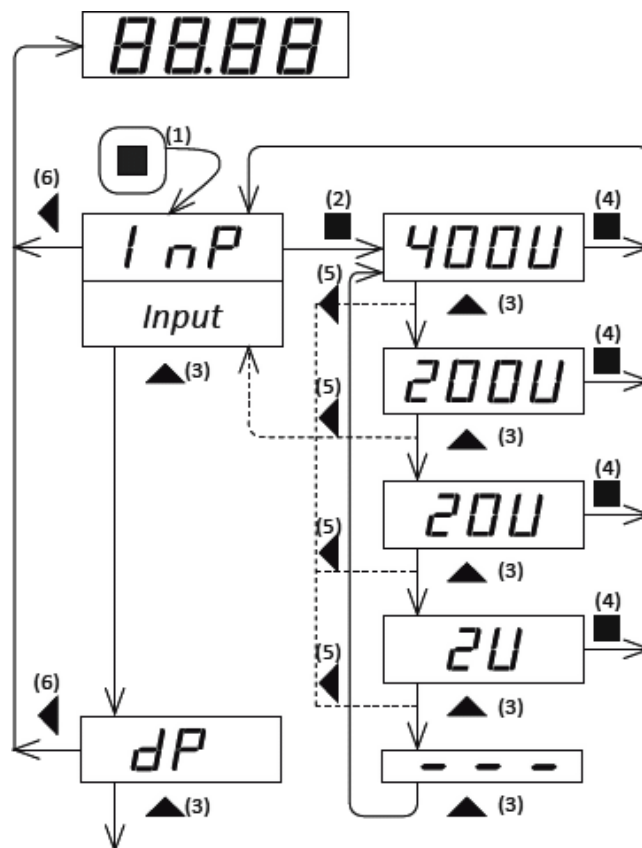 88.88
(1)
(6)
InP
Input
(3)
(2)
400U
(4)
(5)
(3)
200U
(4)
(5)
(3)
20U
(4)
(5)
(3)
2U
(4)
(5)
(3)
- - -
(3)
(6)
dP
(3)